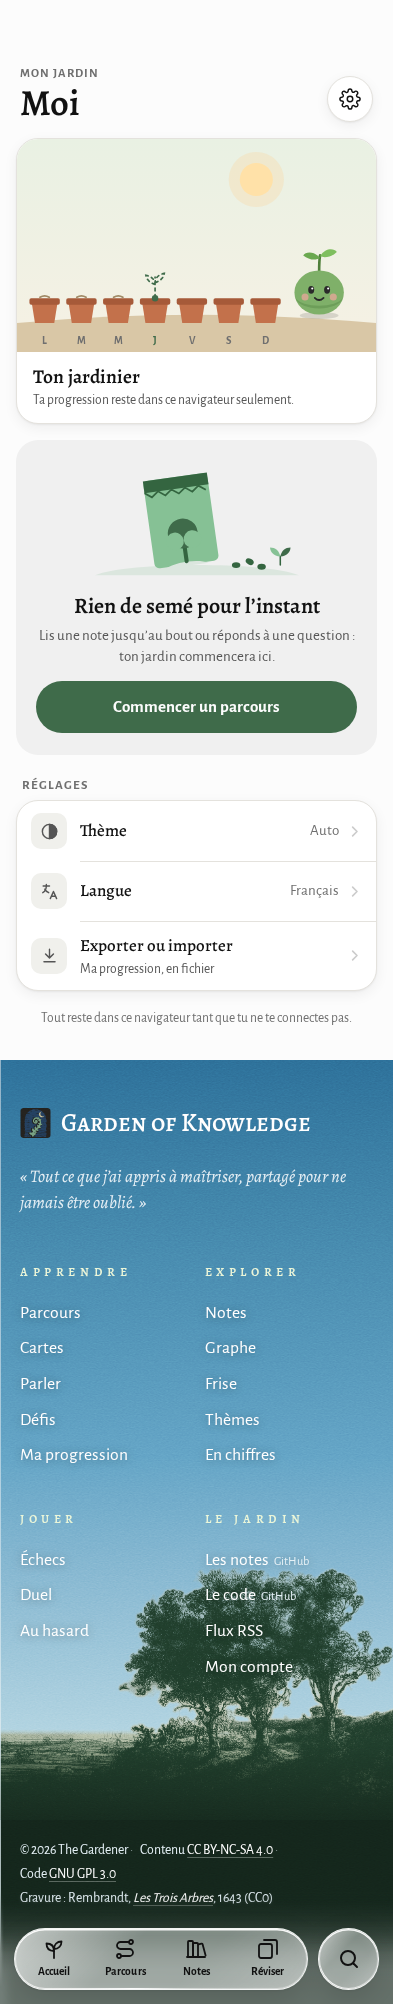 MON JARDIN
Moi
L M M J V S D
Ton jardinier
Ta progression reste dans ce navigateur seulement.
Rien de semé pour l’instant
Lis une note jusqu'au bout ou réponds à une question :
ton jardin commencera ici.
Commencer un parcours
RÉGLAGES
Thème Auto
Langue Français
Exporter ou importer
Ma progression, en fichier
Tout reste dans ce navigateur tant que tu ne te connectes pas.
Garden of Knowledge
« Tout ce que j’ai appris à maîtriser, partagé pour ne
jamais être oublié. »
APPRENDRE
Parcours
Cartes
Parler
Défis
Ma progression
EXPLORER
Notes
Graphe
Frise
Thèmes
En chiffres
JOUER
Échecs
Duel
Au hasard
LE JARDIN
Les notes GitHub
Le code GitHub
Flux RSS
Mon compte
© 2026 The Gardener · Contenu CC BY-NC-SA 4.0 ·
Code GNU GPL 3.0
Gravure : Rembrandt, Les Trois Arbres, 1643 (CC0)
Accueil Parcours Notes Réviser